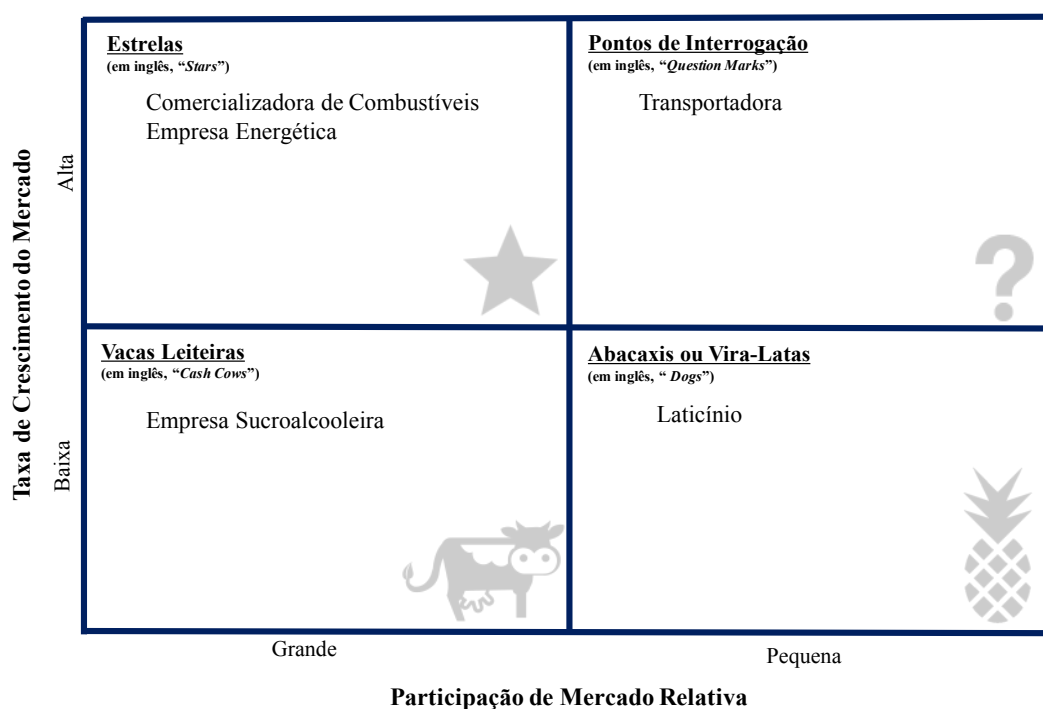 Estrelas
(em inglês, “Stars”)
Comercializadora de Combustíveis
Empresa Energética
Pontos de Interrogação
(em inglês, “Question Marks”)
Transportadora
Vacas Leiteiras
(em inglês, “Cash Cows”)
Empresa Sucroalcooleira
Abacaxis ou Vira-Latas
(em inglês, “ Dogs”)
Laticínio
Taxa de Crescimento do Mercado
Alta
Baixa
Grande
Pequena
Participação de Mercado Relativa